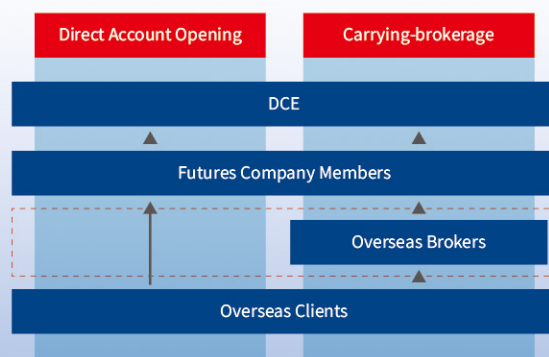 Direct Account Opening
Carrying-brokerage
DCE
Futures Company Members
Overseas Brokers
Overseas Clients